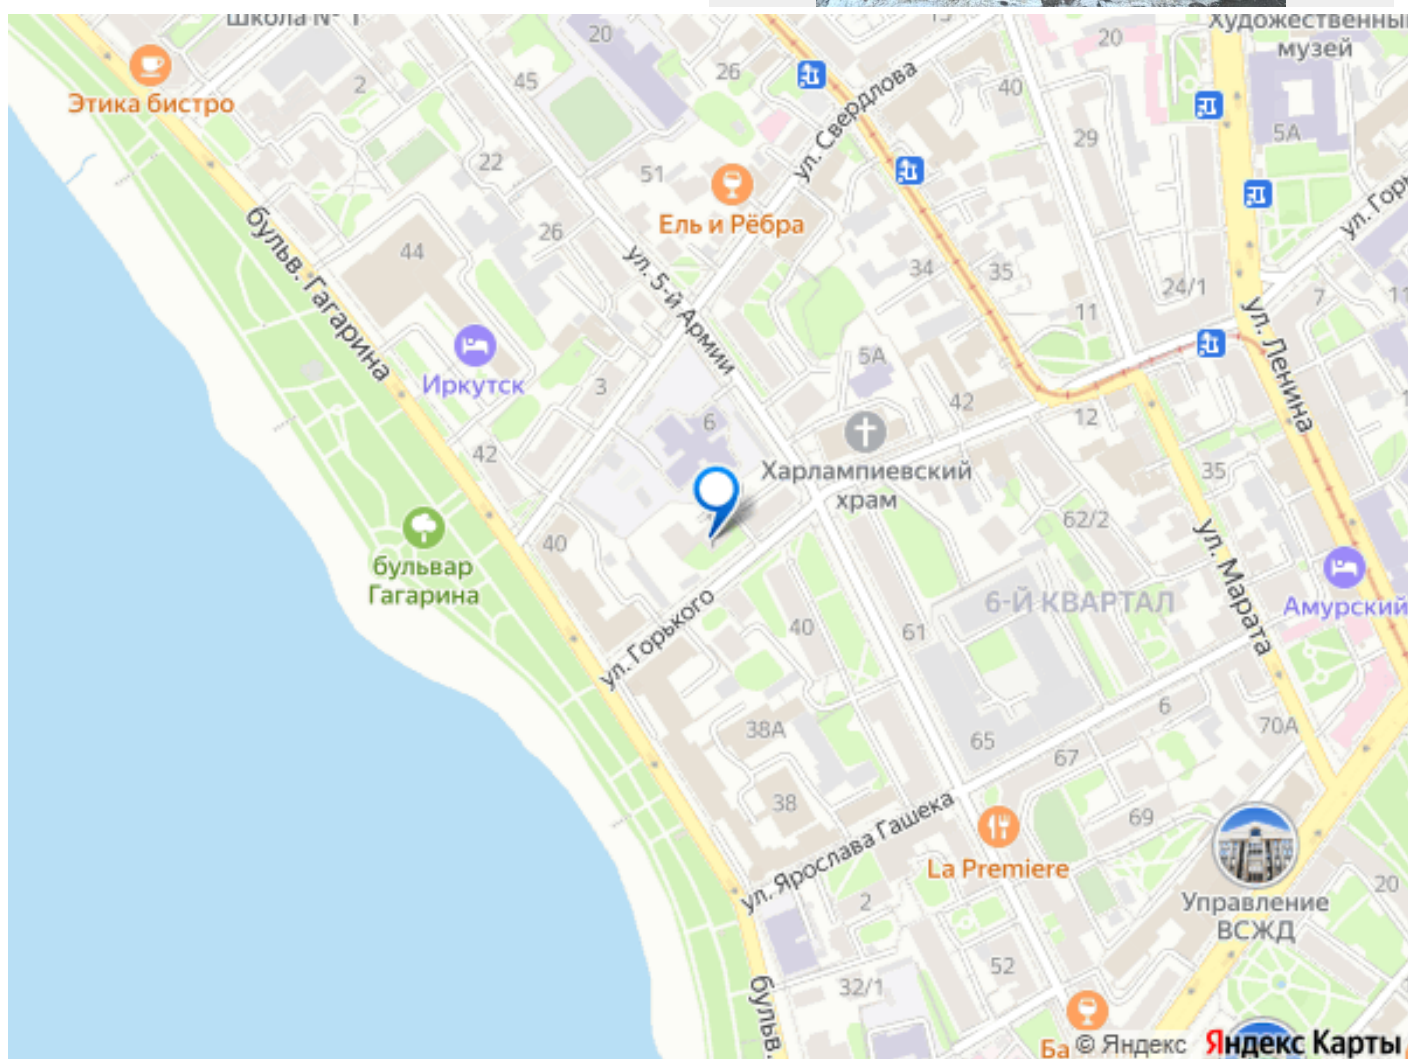 Школа № 1
Художественный
музей
20
20
26
45
2
40
5А
29
Этика бистро
ул. Свердлова
22
51
Ель и Рёбра
ул. Горь
бульв. Гагарина
26
44
ул. 5-й Армии
34
35
24/1
7
11
11
ул. Ленина
Иркутск
3
5А
42
12
6
42
Харлампиевский
храм
35
62/2
40
бульвар
Гагарина
ул. Марата
6-Й КВАРТАЛ
Амурский
ул. Горького
40
61
6
38А
65
67
70А
38
ул. Ярослава Гашека
69
La Premiere
2
20
Управление
ВСЖД
52
32/1
бульв.
Ба
© Яндекс
Яндекс Карты